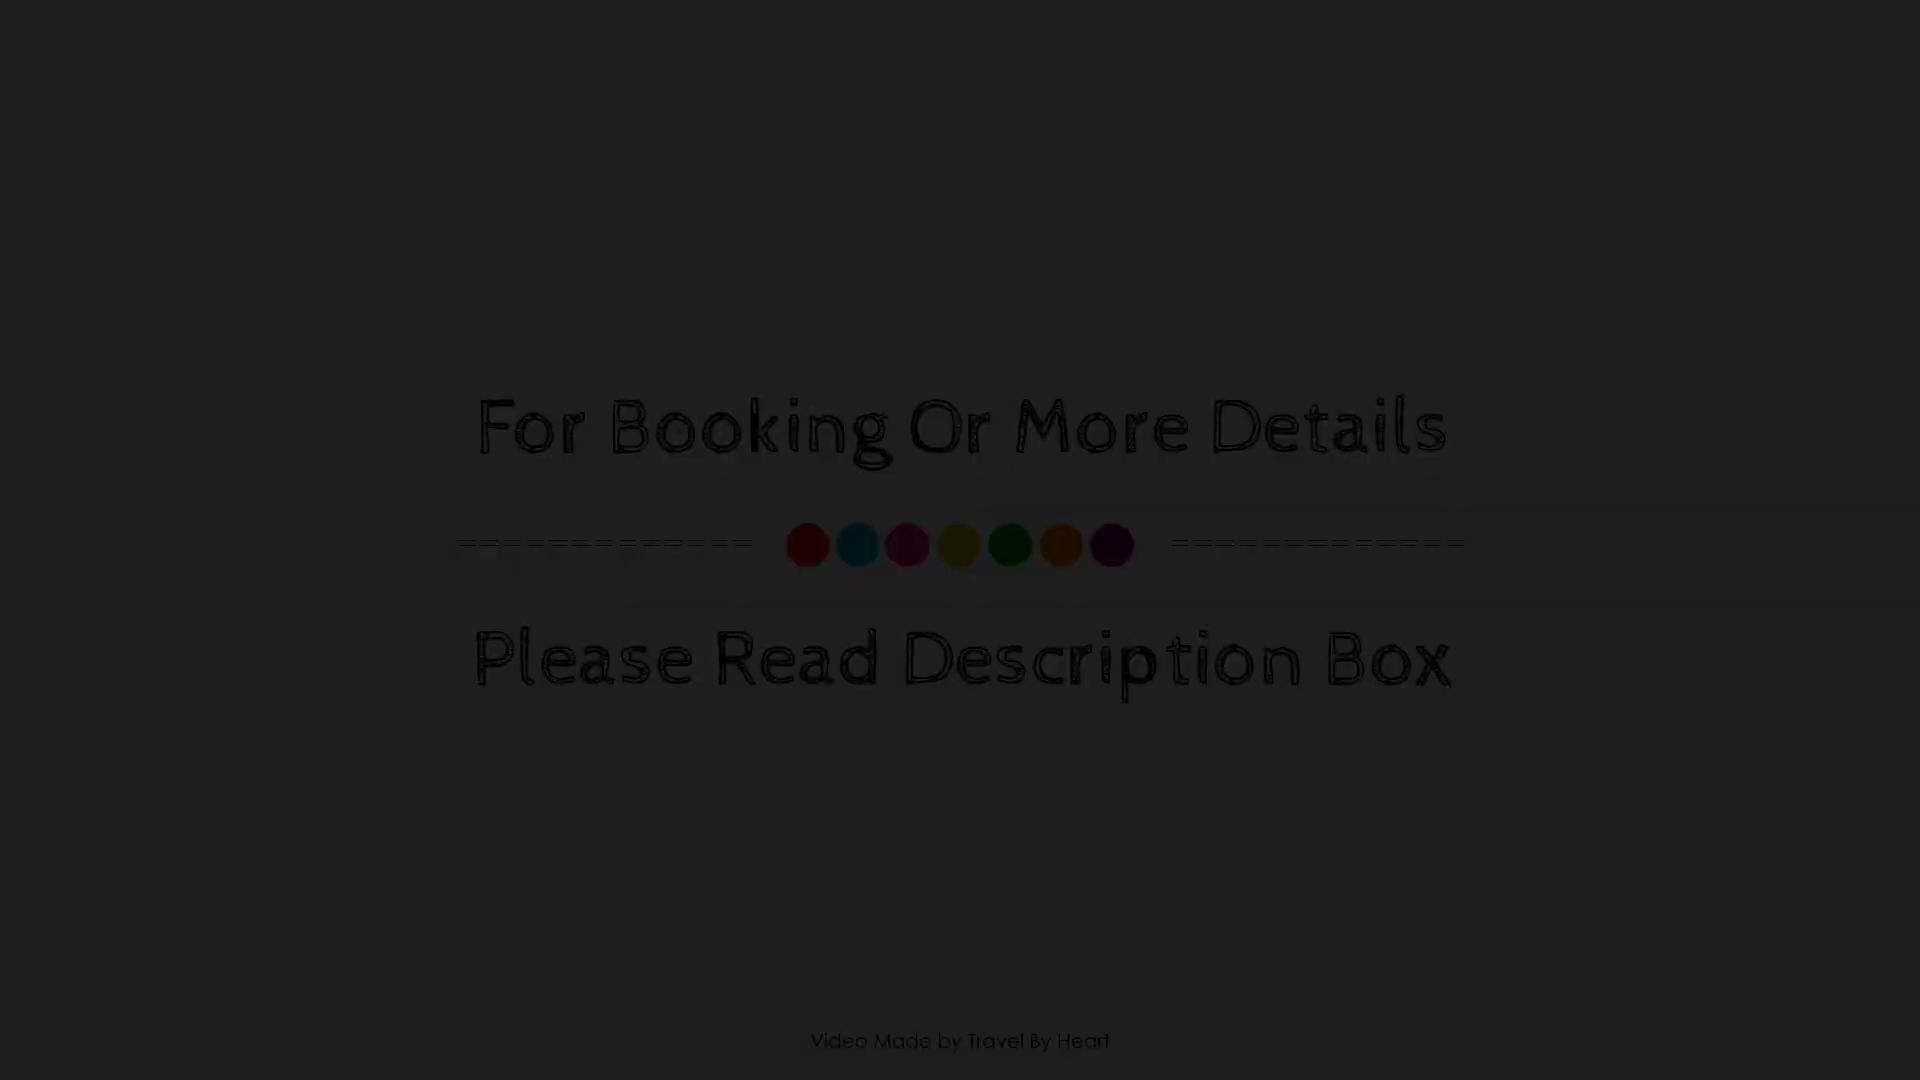 For Booking Or More Details
============= =============
Please Read Description Box
Video Made by Travel By Heart